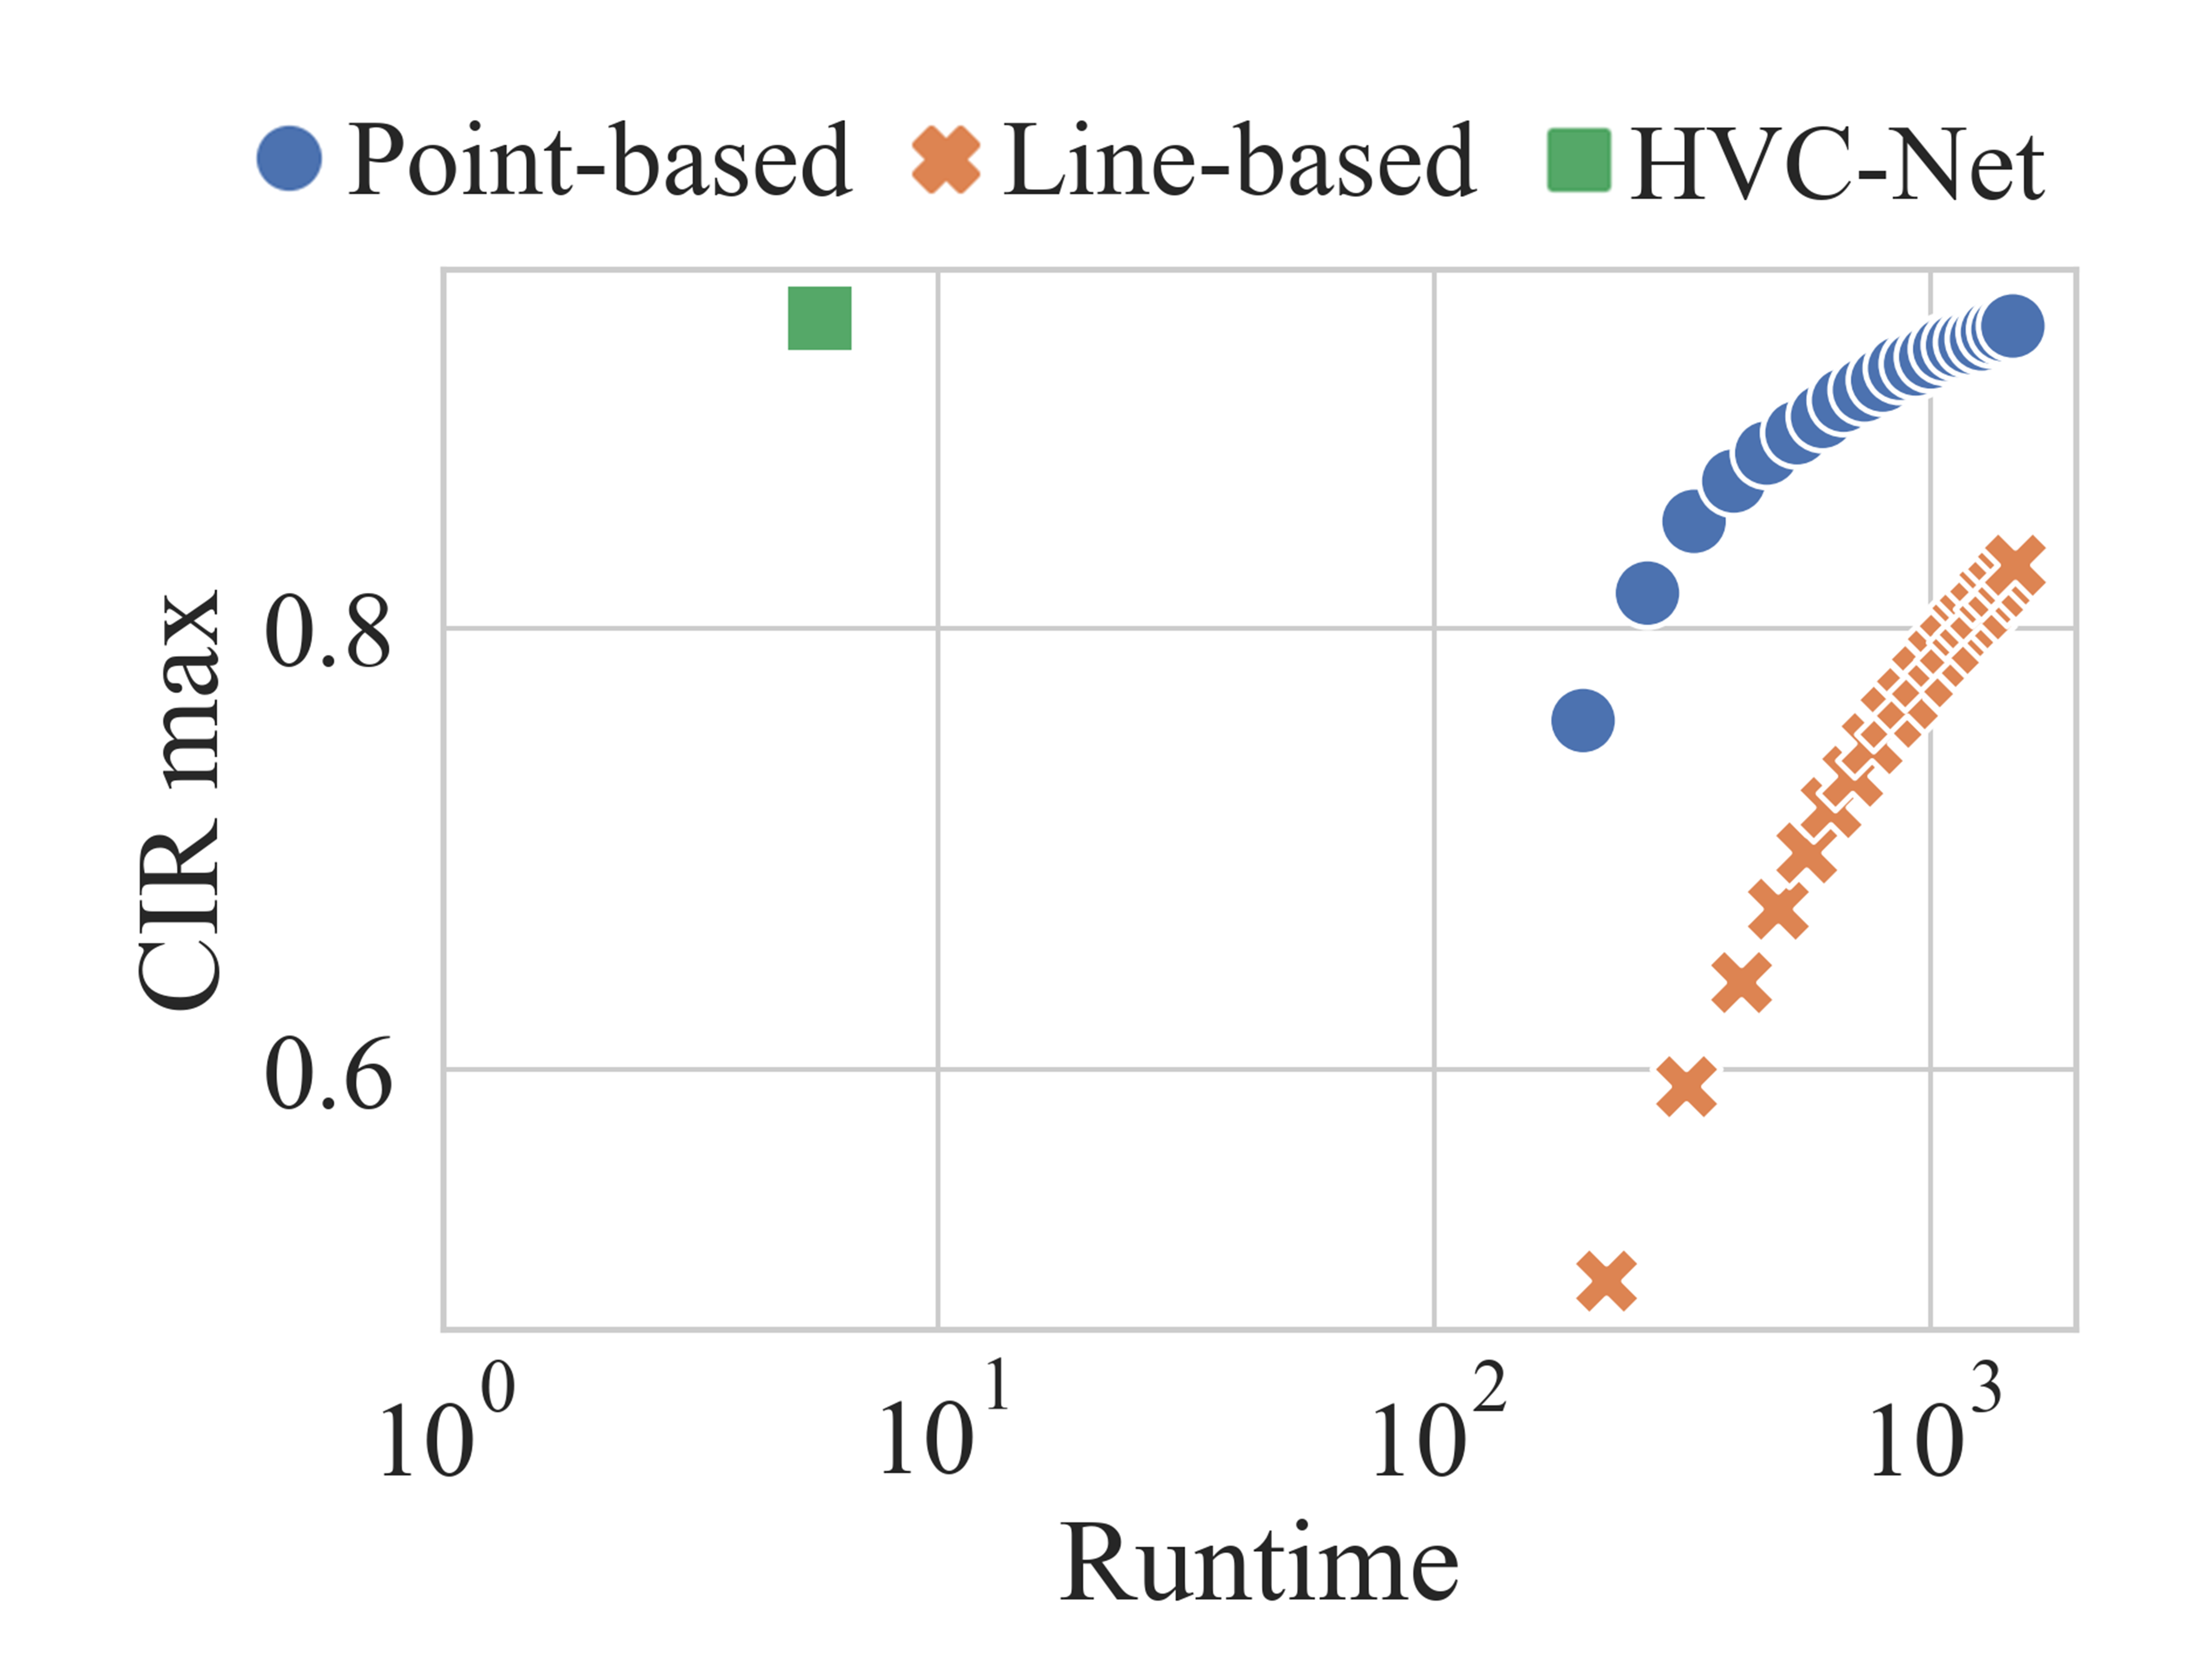 Point-based Line-based HVC-Net
CIR max
0.8
0.6
10^0 10^1 10^2 10^3
Runtime